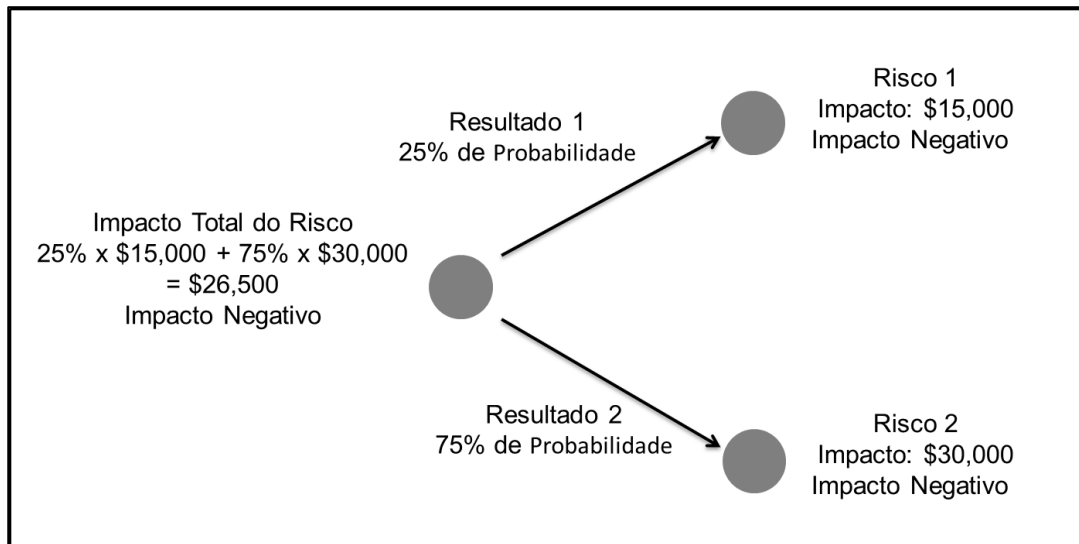 Risco 1
Impacto: $15,000
Impacto Negativo
Resultado 1
25% de Probabilidade
Impacto Total do Risco
25% x $15,000 + 75% x $30,000
= $26,500
Impacto Negativo
Resultado 2
75% de Probabilidade
Risco 2
Impacto: $30,000
Impacto Negativo